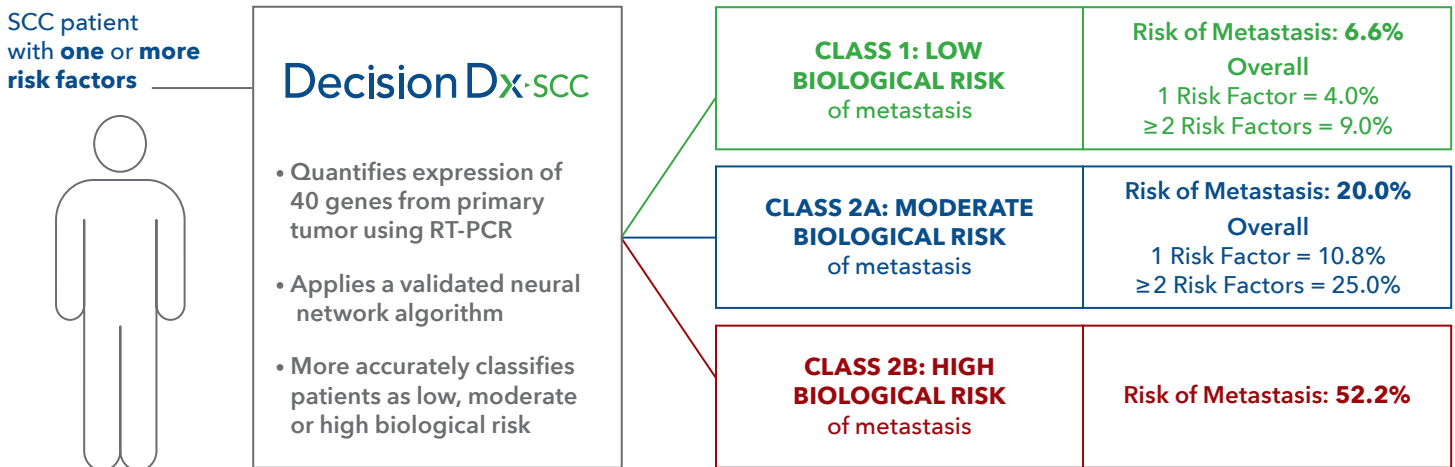 SCC patient
with one or more
risk factors
DecisionDx·SCC
• Quantifies expression of
40 genes from primary
tumor using RT-PCR
• Applies a validated neural
network algorithm
• More accurately classifies
patients as low, moderate
or high biological risk
CLASS 1: LOW
BIOLOGICAL RISK
of metastasis
Risk of Metastasis: 6.6%
Overall
1 Risk Factor = 4.0%
≥2 Risk Factors = 9.0%
CLASS 2A: MODERATE
BIOLOGICAL RISK
of metastasis
Risk of Metastasis: 20.0%
Overall
1 Risk Factor = 10.8%
≥2 Risk Factors = 25.0%
CLASS 2B: HIGH
BIOLOGICAL RISK
of metastasis
Risk of Metastasis: 52.2%